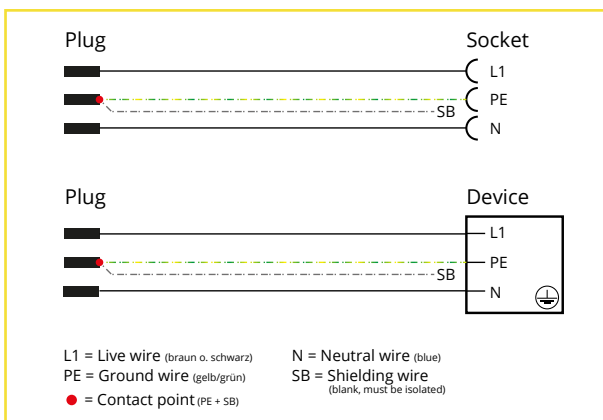 Plug
Socket
L1
PE
SB
N
Plug
Device
L1
PE
SB
N
L1 = Live wire (braun o. schwarz)
PE = Ground wire (gelb/grün)
= Contact point (PE + SB)
N = Neutral wire (blue)
SB = Shielding wire
(blank, must be isolated)